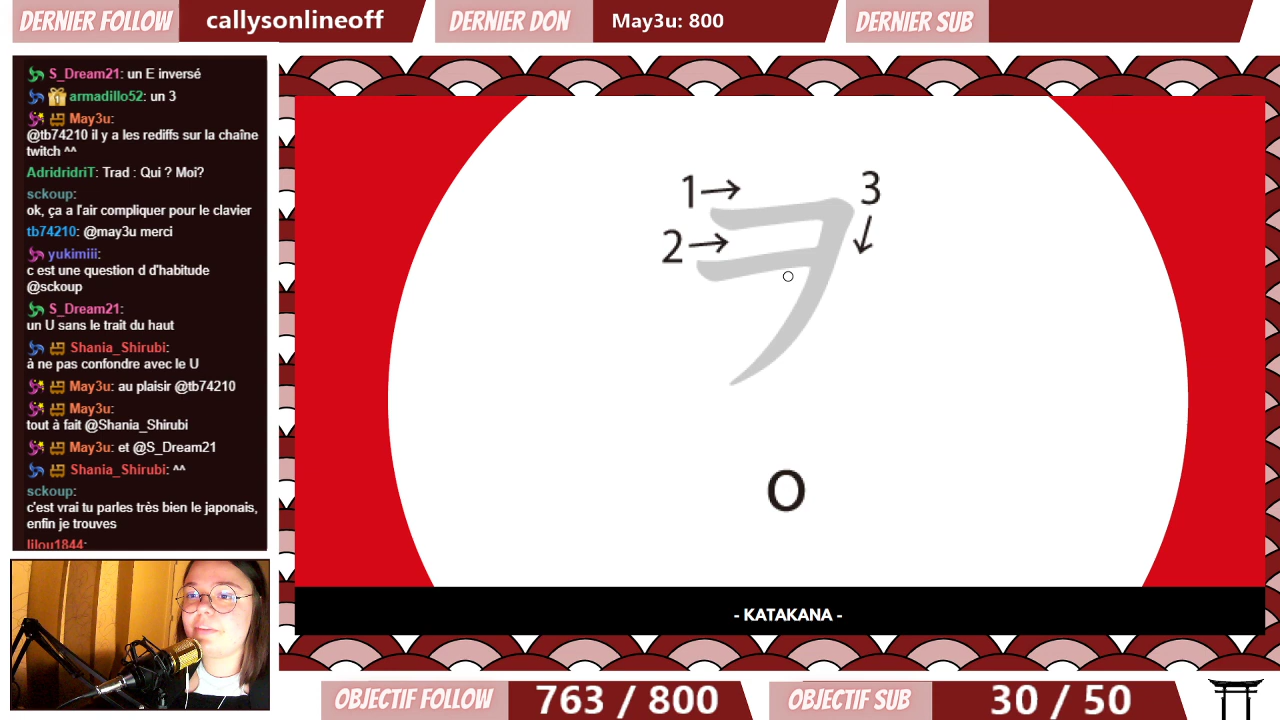 DERNIER FOLLOW
callysonlineoff
DERNIER DON
May3u: 800
DERNIER SUB
S_Dream21: un E inversé
armadillo52: un 3
May3u:
@tb74210 il y a les rediffs sur la chaîne
twitch ^^
AdridridriT: Trad : Qui ? Moi?
sckoup:
ok, ça a l'air compliquer pour le clavier
tb74210: @may3u merci
yukimiii:
c est une question d d'habitude
@sckoup
S_Dream21:
un U sans le trait du haut
Shania_Shirubi:
à ne pas confondre avec le U
May3u: au plaisir @tb74210
May3u:
tout à fait @Shania_Shirubi
May3u: et @S_Dream21
Shania_Shirubi: ^^
sckoup:
c'est vrai tu parles très bien le japonais,
enfin je trouves
lilou1844:
1→
3
2→
↓
ヲ
o
- KATAKANA -
OBJECTIF FOLLOW
763 / 800
OBJECTIF SUB
30 / 50